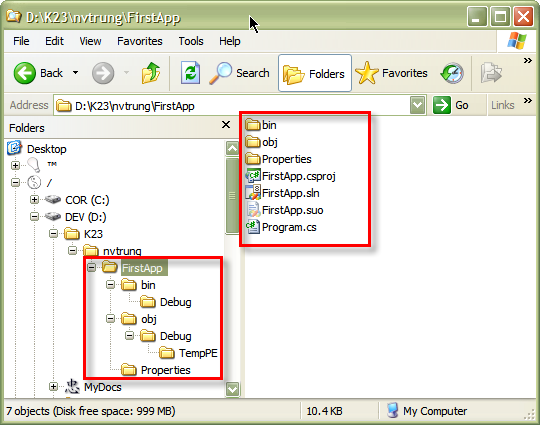 D:\K23\nvtrung\FirstApp
File Edit View Favorites Tools Help
Back Search Folders Favorites »
Address D:\K23\nvtrung\FirstApp Go Links »
Folders
Desktop
™
/
COR (C:)
DEV (D:)
K23
nvtrung
FirstApp
bin
Debug
obj
Debug
TempPE
Properties
MyDocs
bin
obj
Properties
FirstApp.csproj
FirstApp.sln
FirstApp.suo
Program.cs
7 objects (Disk free space: 999 MB) 10.4 KB My Computer